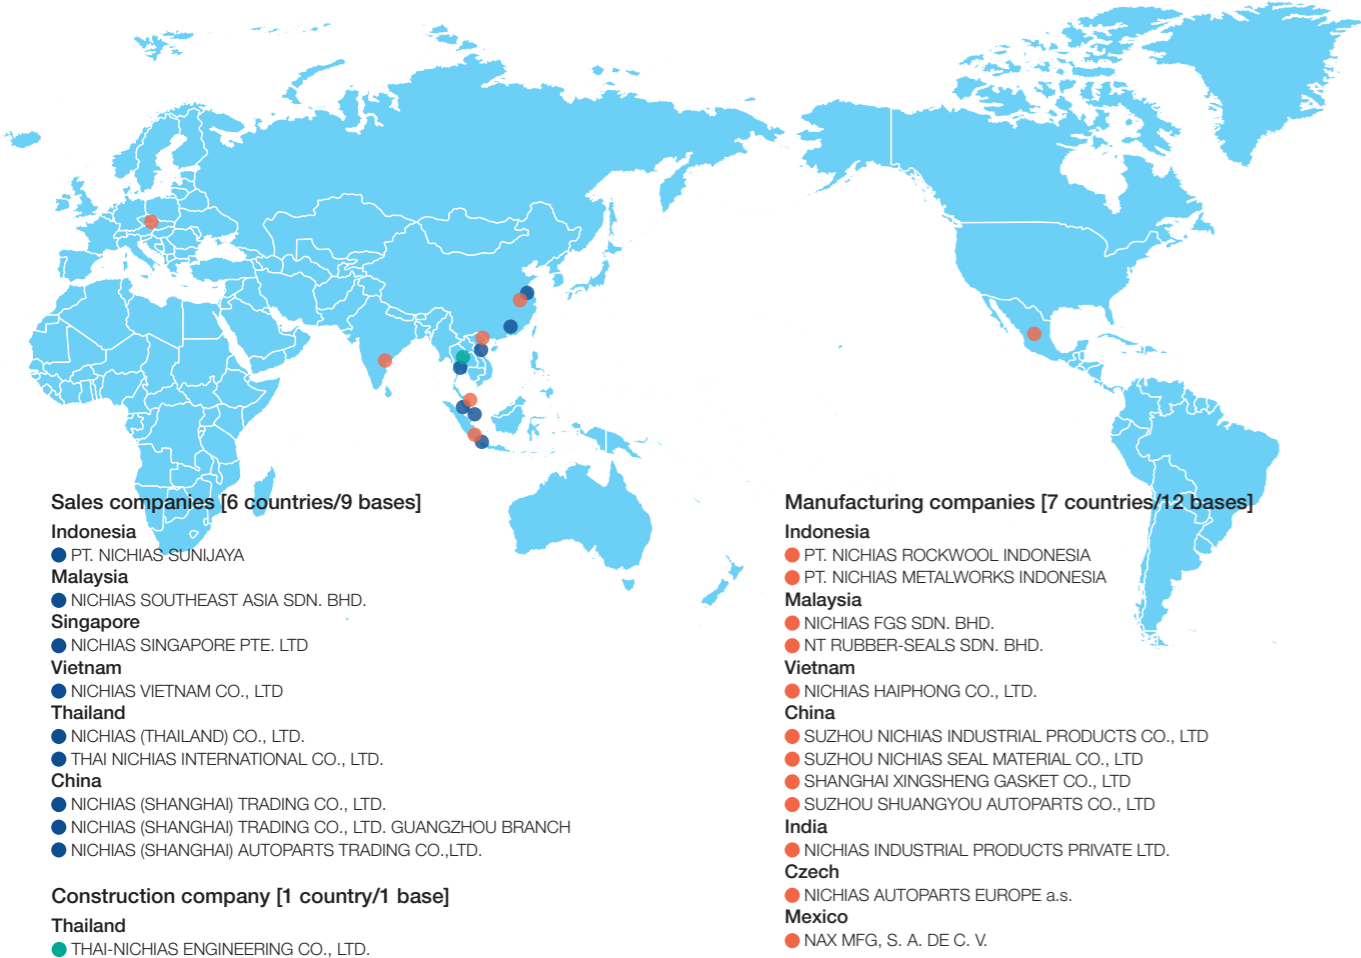 Sales companies [6 countries/9 bases]
Indonesia
PT. NICHIAS SUNIJAYA
Malaysia
NICHIAS SOUTHEAST ASIA SDN. BHD.
Singapore
NICHIAS SINGAPORE PTE. LTD
Vietnam
NICHIAS VIETNAM CO., LTD
Thailand
NICHIAS (THAILAND) CO., LTD.
THAI NICHIAS INTERNATIONAL CO., LTD.
China
NICHIAS (SHANGHAI) TRADING CO., LTD.
NICHIAS (SHANGHAI) TRADING CO., LTD. GUANGZHOU BRANCH
NICHIAS (SHANGHAI) AUTOPARTS TRADING CO.,LTD.
Construction company [1 country/1 base]
Thailand
THAI-NICHIAS ENGINEERING CO., LTD.
Manufacturing companies [7 countries/12 bases]
Indonesia
PT. NICHIAS ROCKWOOL INDONESIA
PT. NICHIAS METALWORKS INDONESIA
Malaysia
NICHIAS FGS SDN. BHD.
NT RUBBER-SEALS SDN. BHD.
Vietnam
NICHIAS HAIPHONG CO., LTD.
China
SUZHOU NICHIAS INDUSTRIAL PRODUCTS CO., LTD
SUZHOU NICHIAS SEAL MATERIAL CO., LTD
SHANGHAI XINGSHENG GASKET CO., LTD
SUZHOU SHUANGYOU AUTOPARTS CO., LTD
India
NICHIAS INDUSTRIAL PRODUCTS PRIVATE LTD.
Czech
NICHIAS AUTOPARTS EUROPE a.s.
Mexico
NAX MFG, S. A. DE C. V.